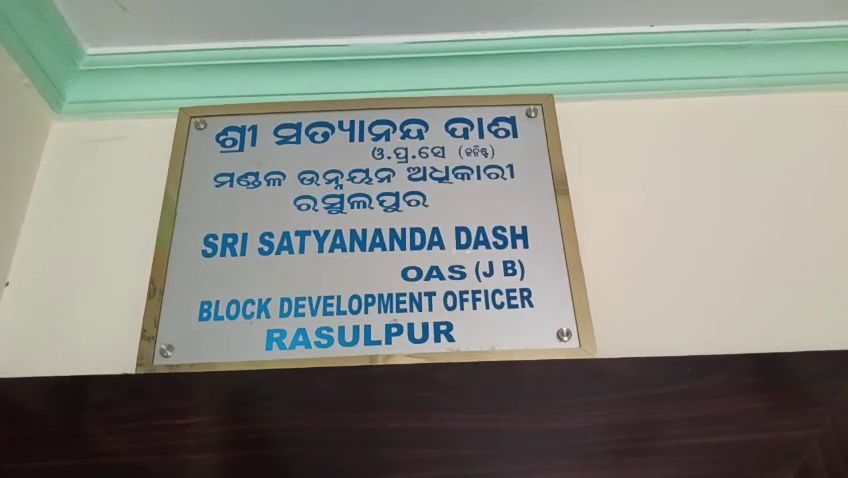 ଶ୍ରୀ ସତ୍ୟାନନ୍ଦ ଦାଶ
ଓ.ପ୍ର.ସେ (କନିଷ୍ଠ)
ମଣ୍ଡଳ ଉନ୍ନୟନ ଅଧିକାରୀ
ରସୁଲପୁର
SRI SATYANANDA DASH
OAS (J B)
BLOCK DEVELOPMENT OFFICER
RASULPUR